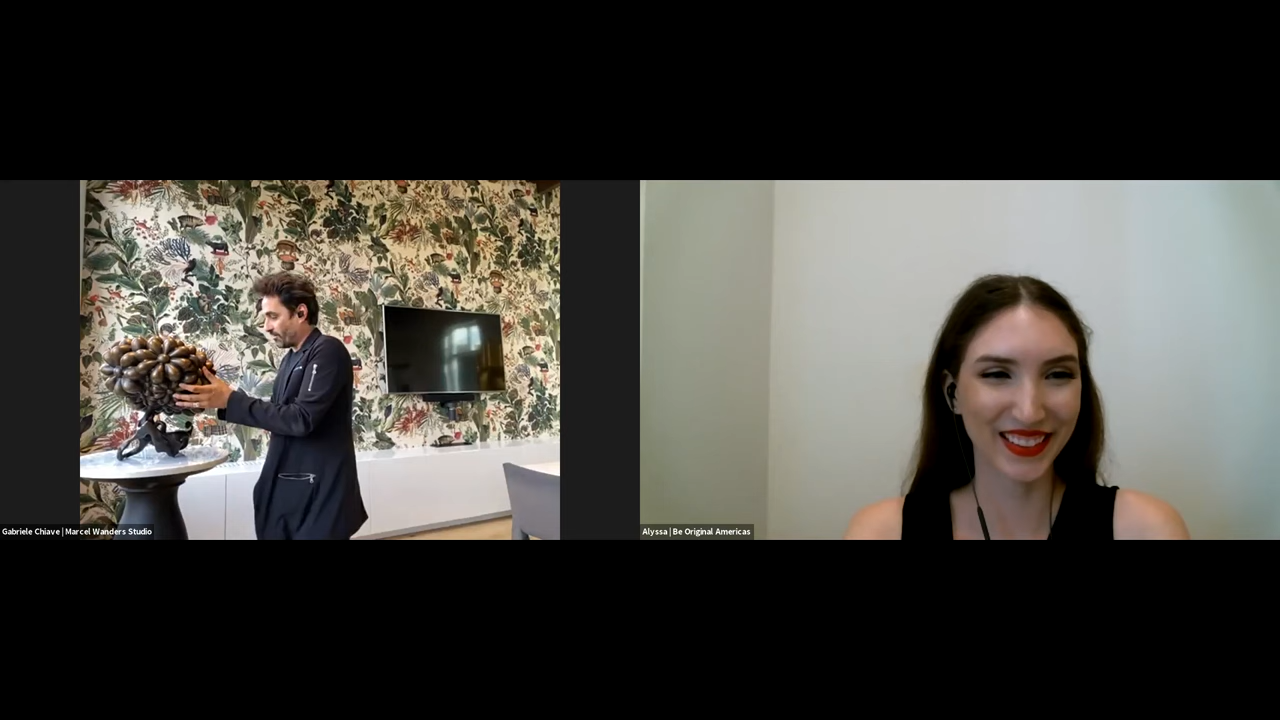 Gabriele Chiave | Marcel Wanders Studio
Alyssa | Be Original Americas